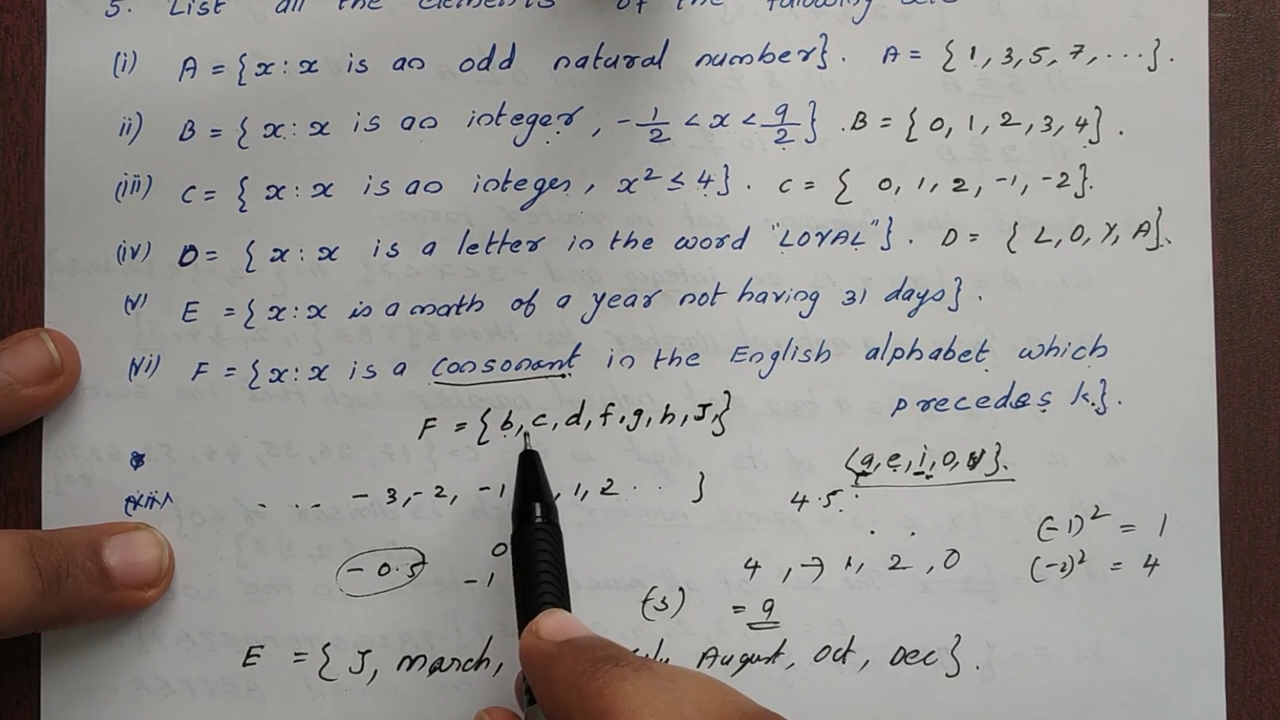 5. List all the elements of the following
(i) A = {x : x is an odd natural number}. A = {1, 3, 5, 7, ....}.
ii) B = {x : x is an integer, -1/2 < x < 9/2}. B = {0, 1, 2, 3, 4}.
(iii) C = {x : x is an integer, x² ≤ 4}. C = { 0, 1, 2, -1, -2}.
(iv) D = {x : x is a letter in the word "LOYAL"}. D = {L, O, Y, A}.
(v) E = {x : x is a month of a year not having 31 days}.
(vi) F = {x : x is a consonant in the English alphabet which
precedes k.}.
F = {b, c, d, f, g, h, J,}
{a, e, i, o, u}.
. .. -3, -2, -1 , 1, 2 . . }
4.5.
(-1)² = 1
-0.5
0
-1
4 , → 1, 2, 0
(-2)² = 4
(3) = 9
E = {J, march, August, Oct, Dec}.